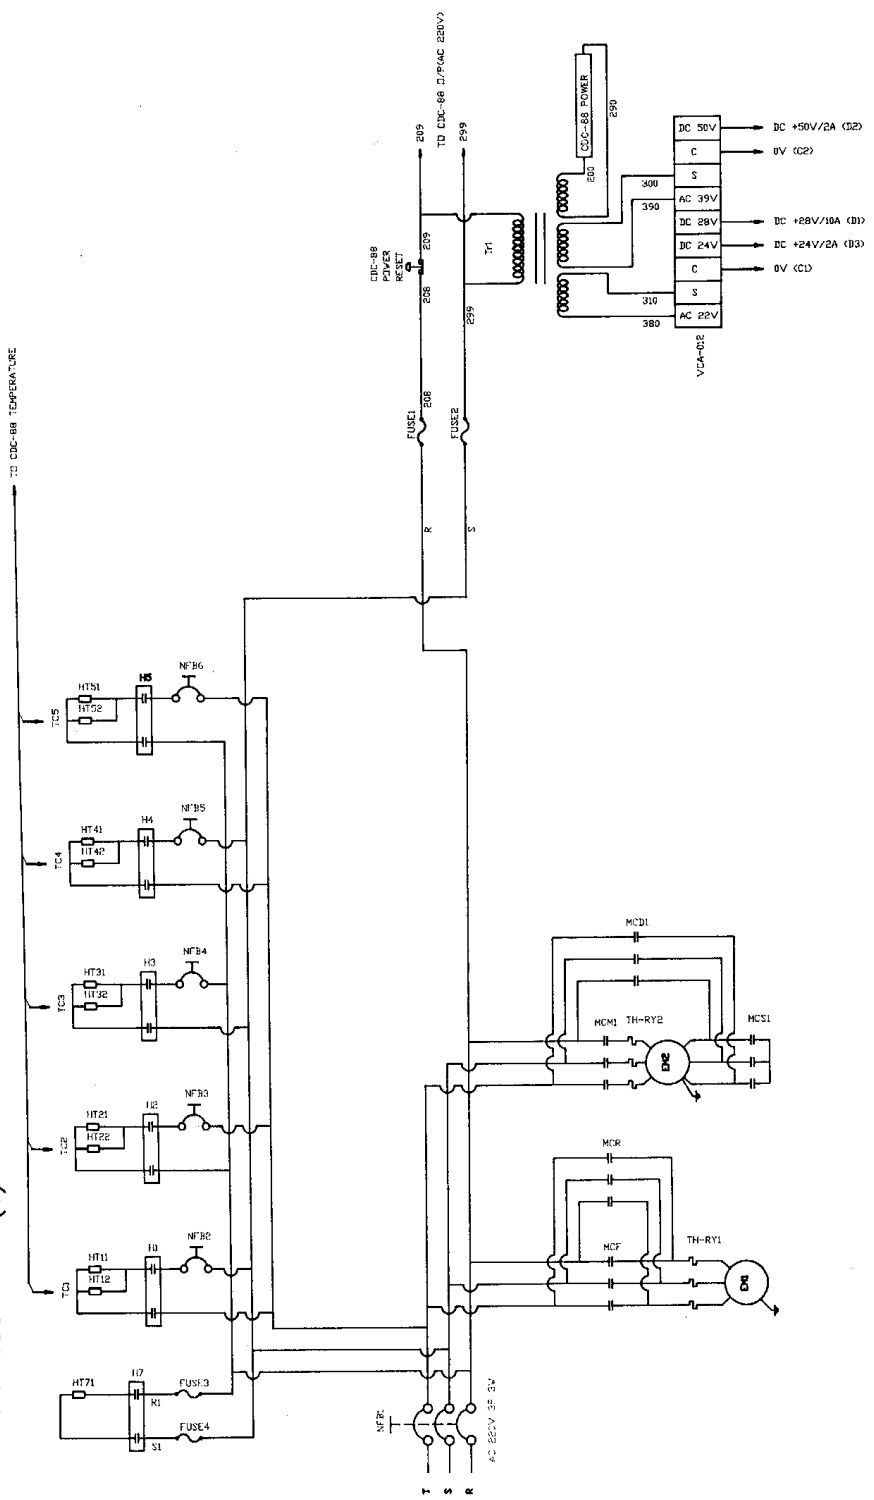 TO CDC-88 TEMPERATURE
TC1
TC2
TC3
TC4
TC5
HT71
HT11
HT12
HT21
HT22
HT31
HT32
HT41
HT42
HT51
HT52
H7
H1
H2
H3
H4
H5
R1
S1
FUSE3
FUSE4
NFB2
NFB3
NFB4
NFB5
NFB6
NFB1
AC 220V 3P 3W
T
S
R
R
S
FUSE1
FUSE2
208
208
209
209
299
299
CDC-88
POWER
RESET
TO CDC-88 O/P(AC 220V)
Tr1
CDC-88 POWER
200
290
300
390
310
380
DC 50V
C
S
AC 39V
DC 28V
DC 24V
C
S
AC 22V
VCA-012
DC +50V/2A (D2)
0V (C2)
DC +28V/10A (D1)
DC +24V/2A (D3)
0V (C1)
MCD1
MCM1
TH-RY2
MCS1
EM2
MCR
MCF
TH-RY1
EM1